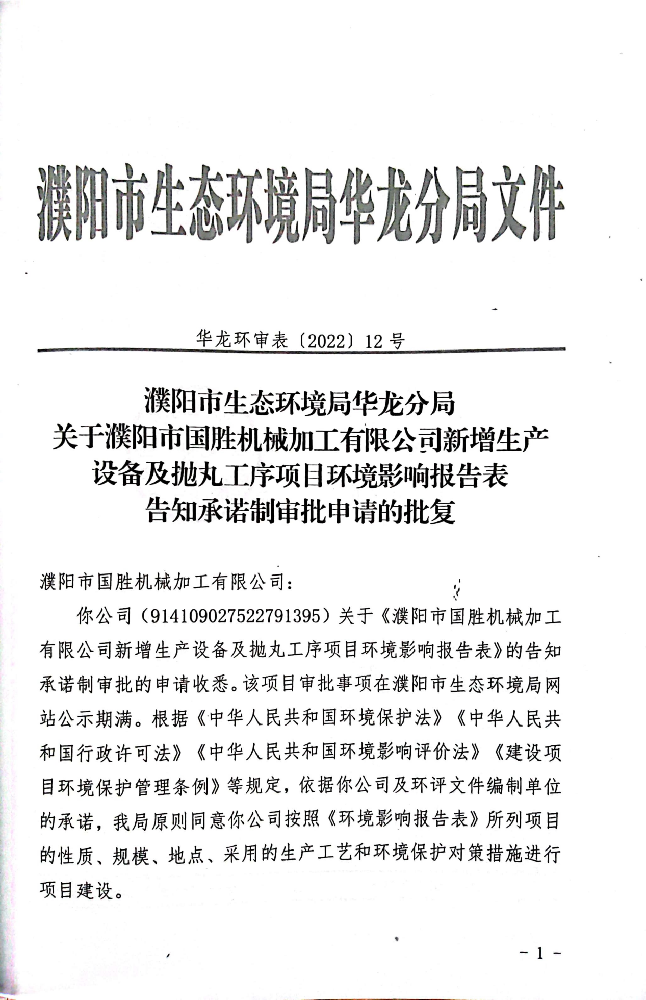 濮阳市生态环境局华龙分局文件
华龙环审表〔2022〕12号
濮阳市生态环境局华龙分局
关于濮阳市国胜机械加工有限公司新增生产
设备及抛丸工序项目环境影响报告表
告知承诺制审批申请的批复
濮阳市国胜机械加工有限公司：
你公司（914109027522791395）关于《濮阳市国胜机械加工
有限公司新增生产设备及抛丸工序项目环境影响报告表》的告知
承诺制审批的申请收悉。该项目审批事项在濮阳市生态环境局网
站公示期满。根据《中华人民共和国环境保护法》《中华人民共
和国行政许可法》《中华人民共和国环境影响评价法》《建设项
目环境保护管理条例》等规定，依据你公司及环评文件编制单位
的承诺，我局原则同意你公司按照《环境影响报告表》所列项目
的性质、规模、地点、采用的生产工艺和环境保护对策措施进行
项目建设。
- 1 -